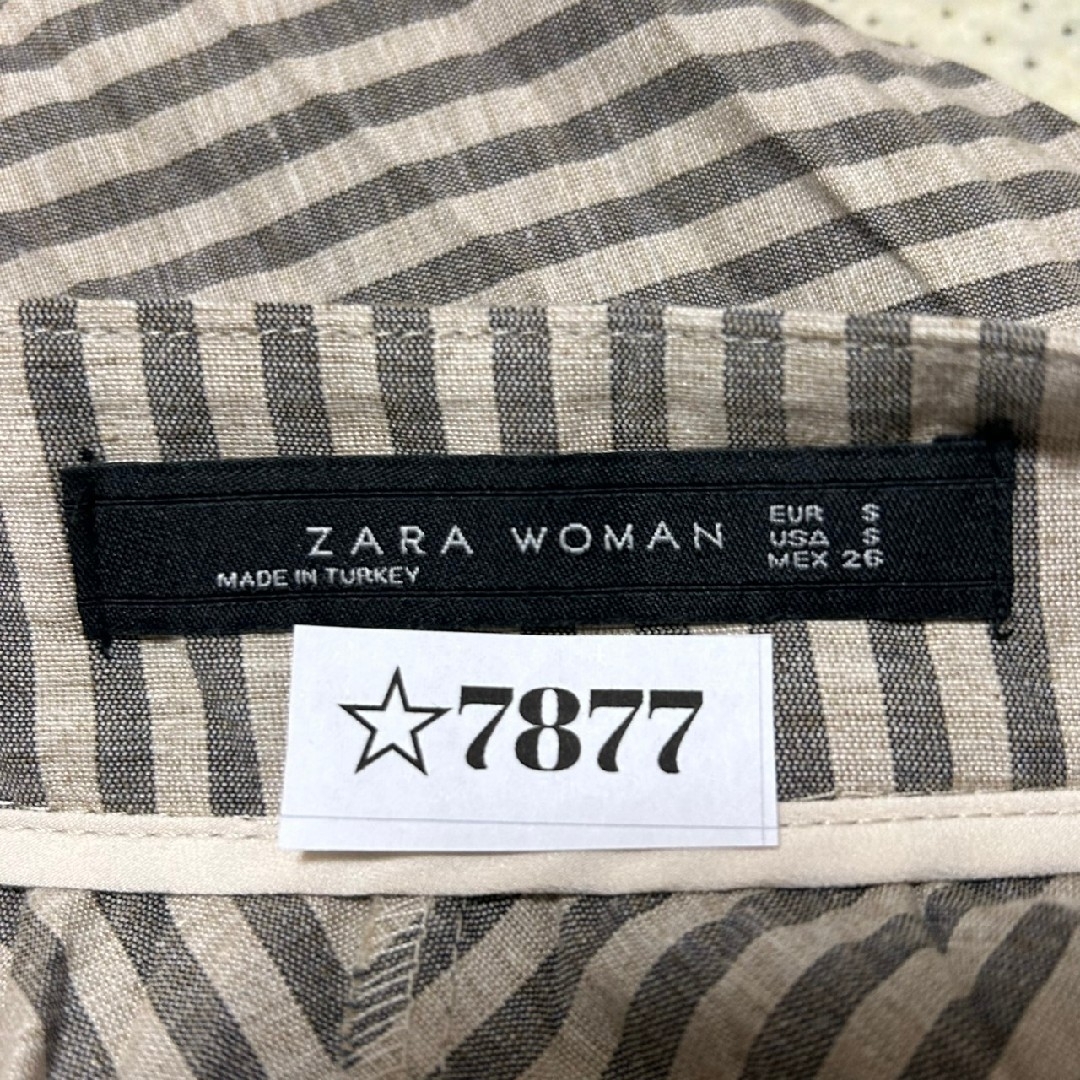 ZARA WOMAN
MADE IN TURKEY
EUR S
USA S
MEX 26
☆7877